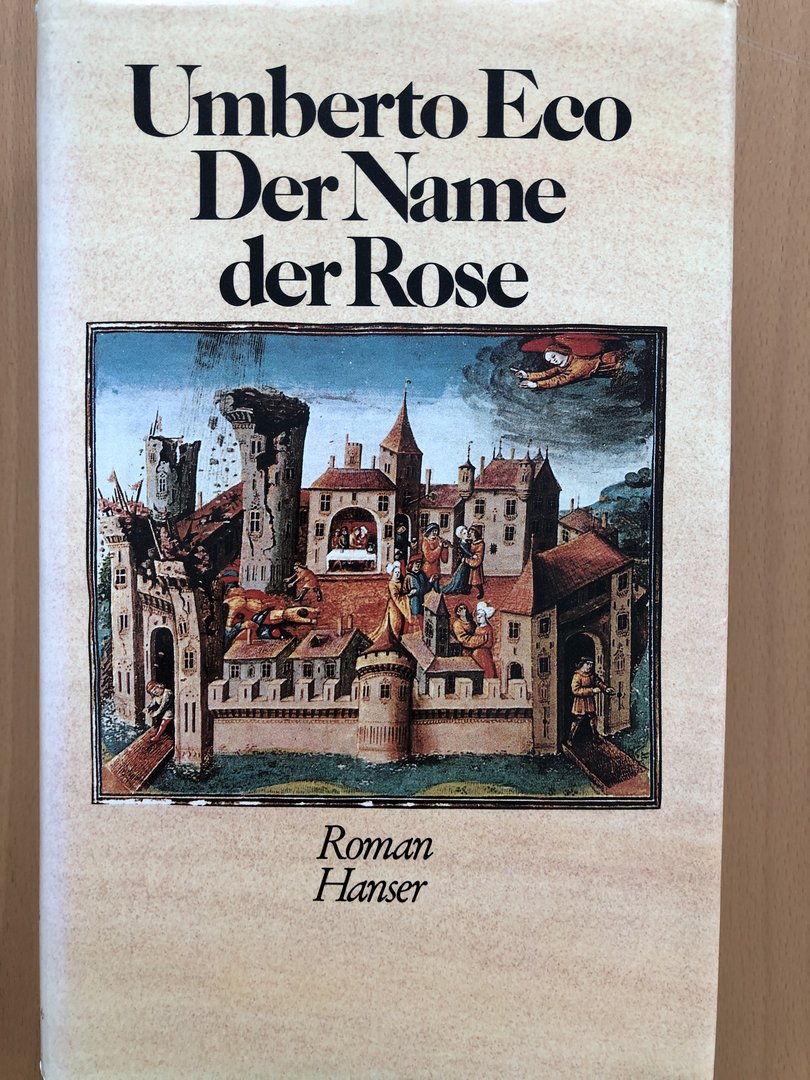 Umberto Eco
Der Name
der Rose
Roman
Hanser